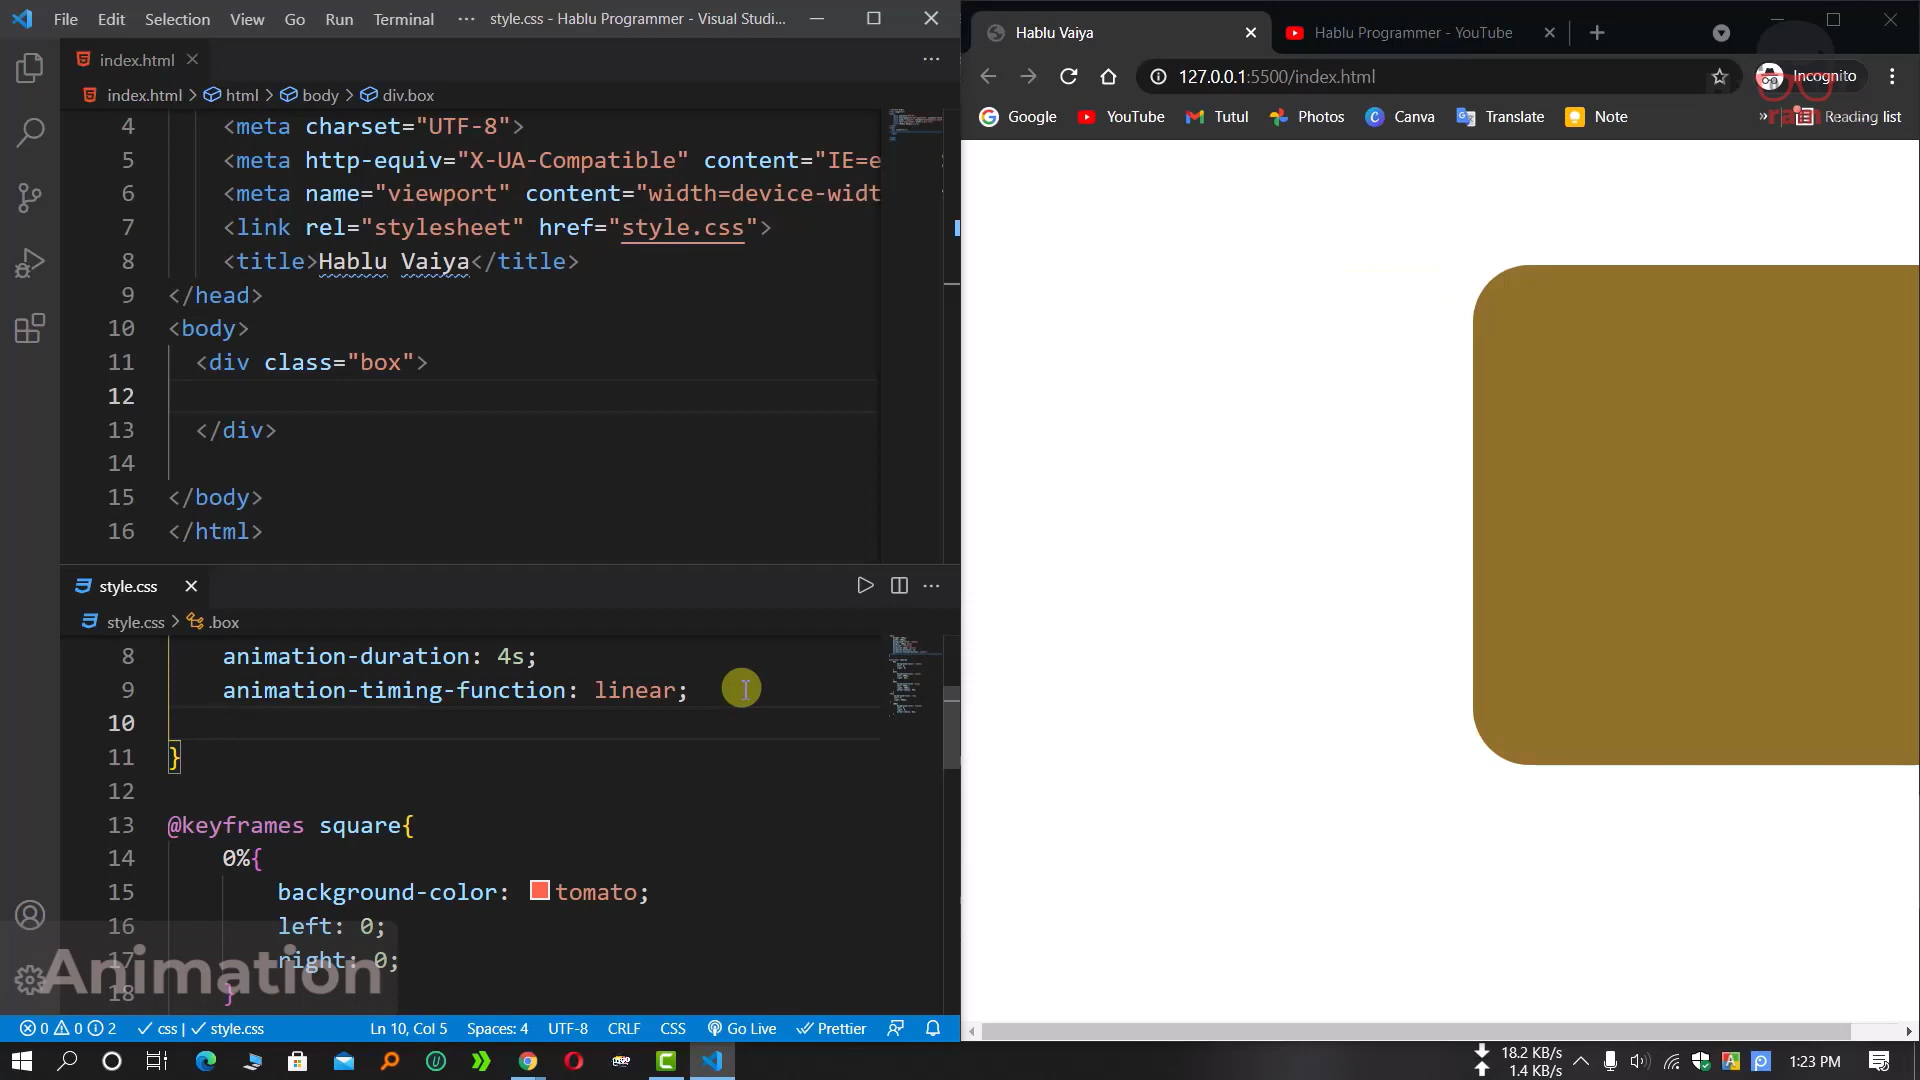 File Edit Selection View Go Run Terminal ··· style.css - Hablu Programmer - Visual Studi...
index.html
index.html > html > body > div.box
4 <meta charset="UTF-8">
5 <meta http-equiv="X-UA-Compatible" content="IE=e
6 <meta name="viewport" content="width=device-widt
7 <link rel="stylesheet" href="style.css">
8 <title>Hablu Vaiya</title>
9 </head>
10 <body>
11 <div class="box">
12
13 </div>
14
15 </body>
16 </html>
style.css
style.css > .box
8 animation-duration: 4s;
9 animation-timing-function: linear;
10
11 }
12
13 @keyframes square{
14 0%{
15 background-color: tomato;
16 left: 0;
17 right: 0;
18 }
Animation
0 0 2 css | style.css Ln 10, Col 5 Spaces: 4 UTF-8 CRLF CSS Go Live Prettier
Hablu Vaiya
Hablu Programmer - YouTube
127.0.0.1:5500/index.html
Incognito
Google YouTube Tutul Photos Canva Translate Note » Reading list
18.2 KB/s
1.4 KB/s
1:23 PM